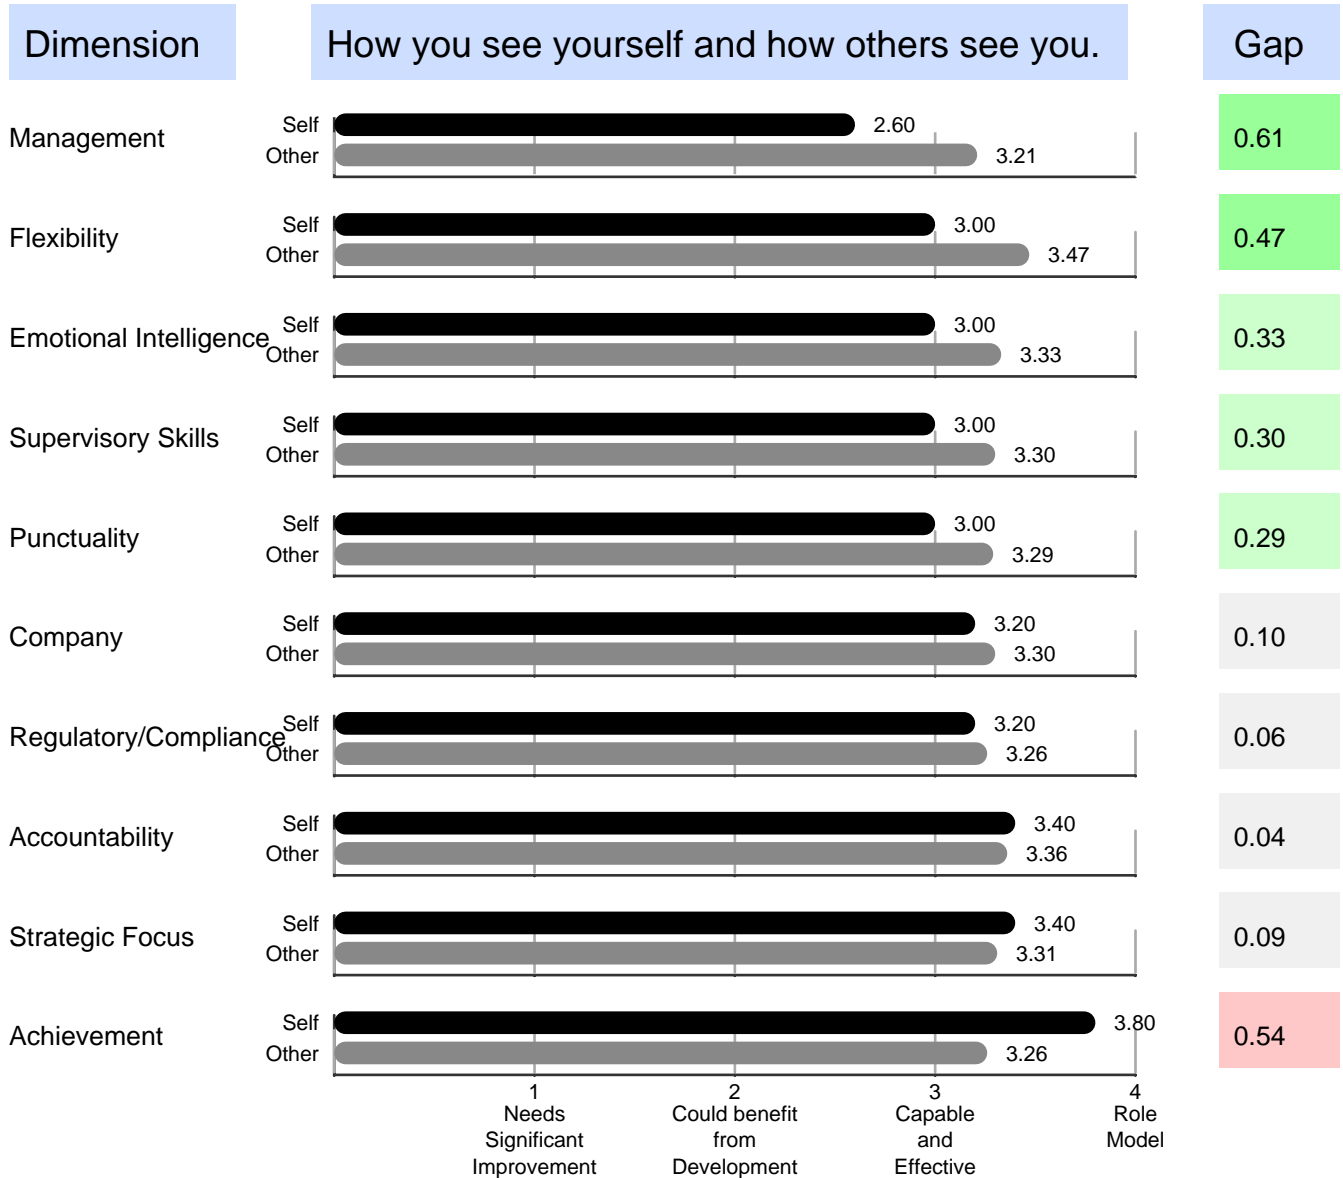 Dimension
How you see yourself and how others see you.
Gap
Management
Self
2.60
Other
3.21
0.61
Flexibility
Self
3.00
Other
3.47
0.47
Emotional Intelligence
Self
3.00
Other
3.33
0.33
Supervisory Skills
Self
3.00
Other
3.30
0.30
Punctuality
Self
3.00
Other
3.29
0.29
Company
Self
3.20
Other
3.30
0.10
Regulatory/Compliance
Self
3.20
Other
3.26
0.06
Accountability
Self
3.40
Other
3.36
0.04
Strategic Focus
Self
3.40
Other
3.31
0.09
Achievement
Self
3.80
Other
3.26
0.54
1
Needs
Significant
Improvement
2
Could benefit
from
Development
3
Capable
and
Effective
4
Role
Model